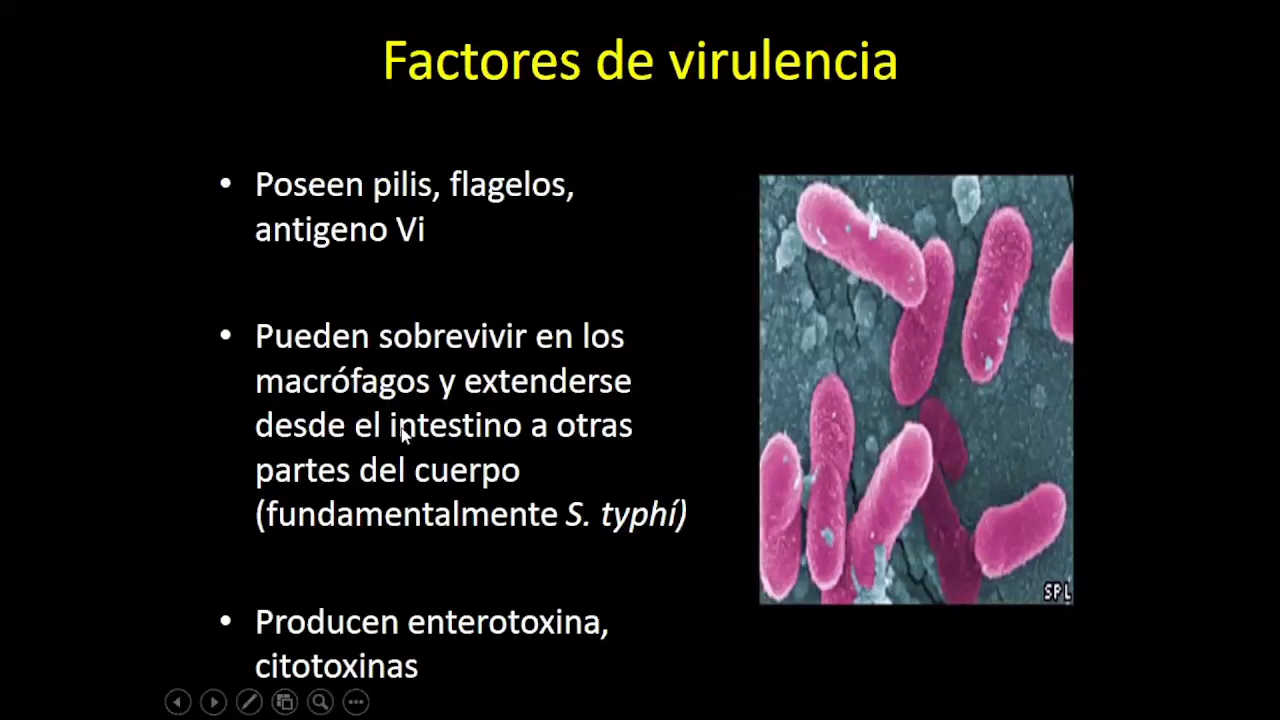 Factores de virulencia
• Poseen pilis, flagelos,
antigeno Vi
• Pueden sobrevivir en los
macrófagos y extenderse
desde el intestino a otras
partes del cuerpo
(fundamentalmente S. typhí)
• Producen enterotoxina,
citotoxinas
SPL